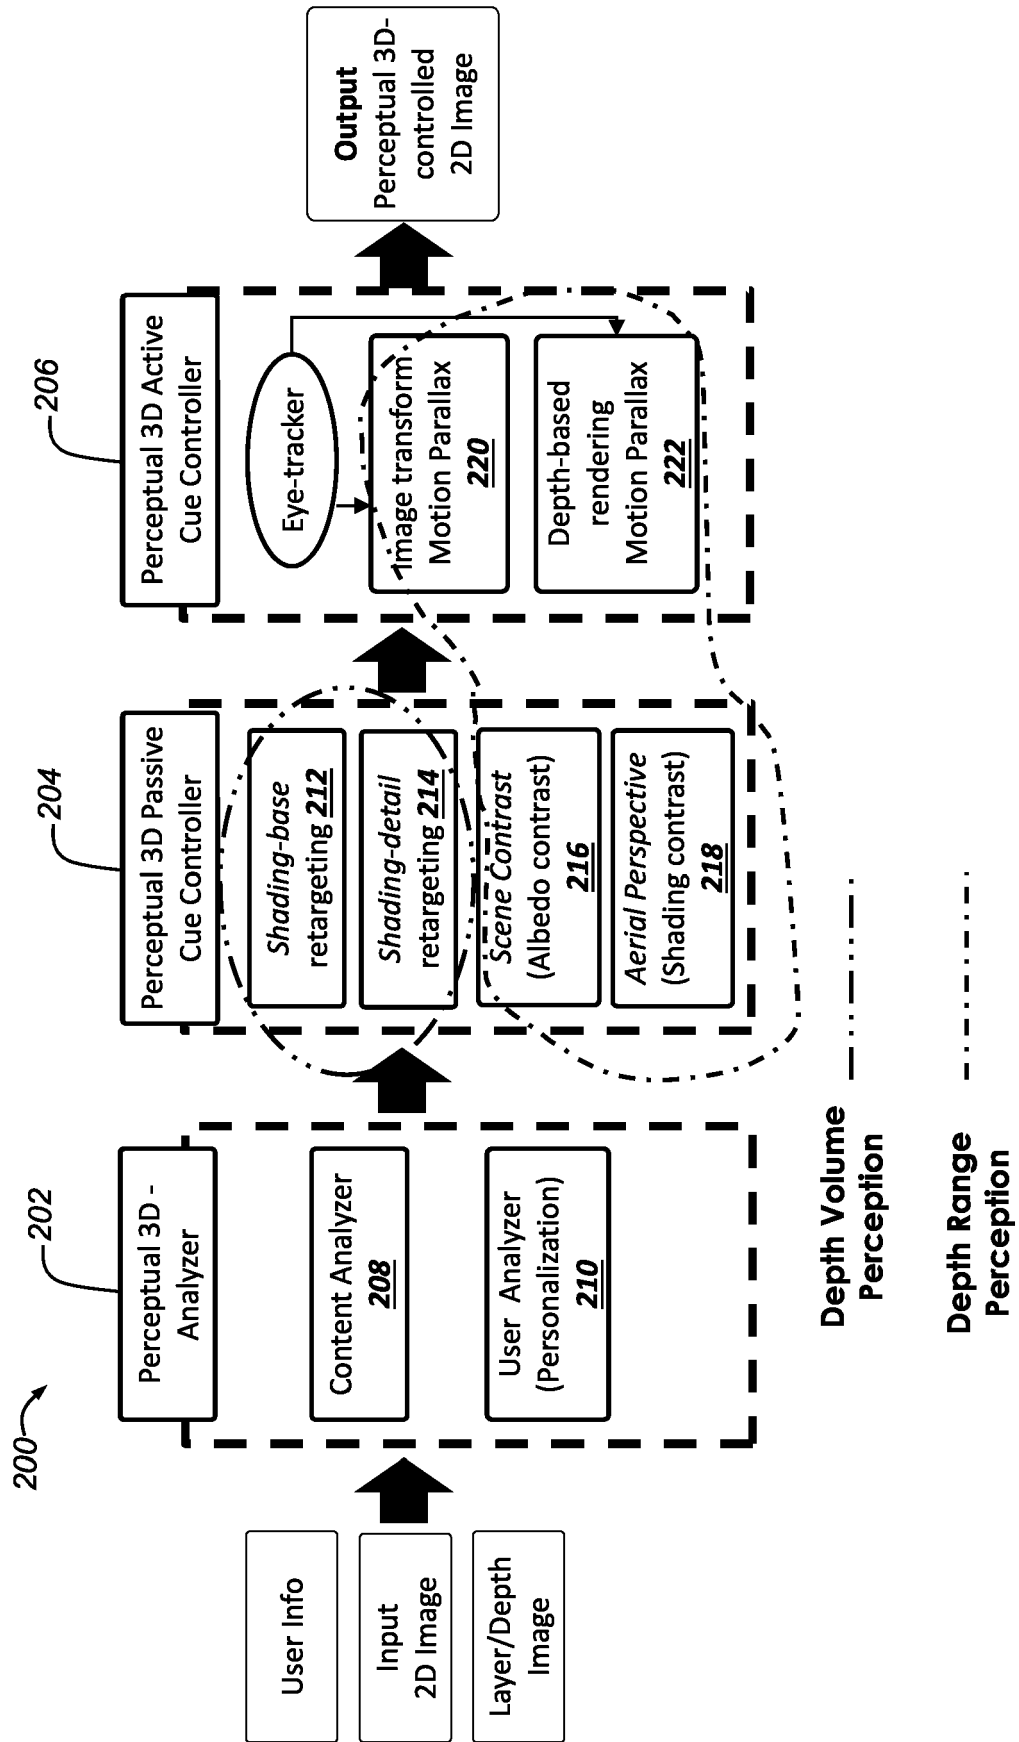 200
202
Perceptual 3D -
Analyzer
User Info
Input
2D Image
Layer/Depth
Image
Content Analyzer
208
User Analyzer
(Personalization)
210
204
Perceptual 3D Passive
Cue Controller
Shading-base
retargeting 212
Shading-detail
retargeting 214
Scene Contrast
(Albedo contrast)
216
Aerial Perspective
(Shading contrast)
218
206
Perceptual 3D Active
Cue Controller
Eye-tracker
Image transform
Motion Parallax
220
Depth-based
rendering
Motion Parallax
222
Output
Perceptual 3D-
controlled
2D Image
Depth Volume
Perception
Depth Range
Perception